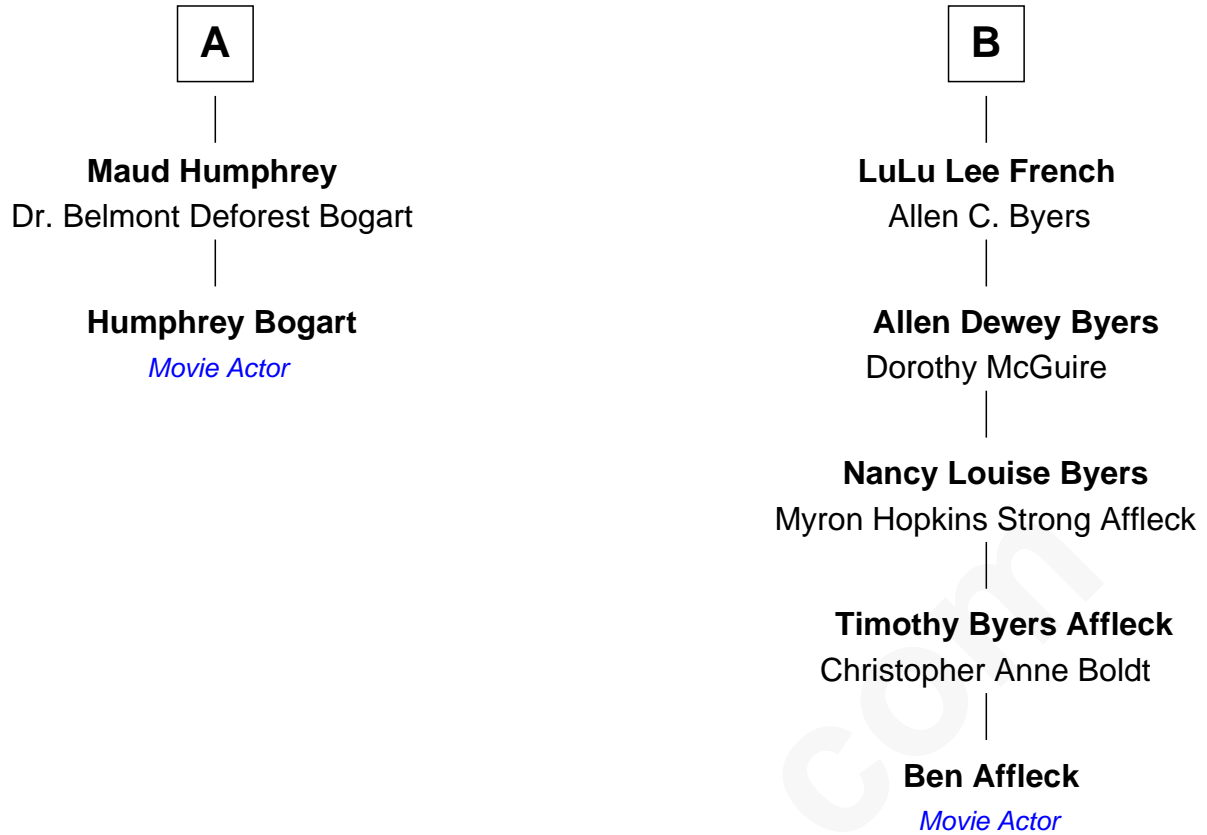 A
Maud Humphrey
Dr. Belmont Deforest Bogart
Humphrey Bogart
Movie Actor
B
LuLu Lee French
Allen C. Byers
Allen Dewey Byers
Dorothy McGuire
Nancy Louise Byers
Myron Hopkins Strong Affleck
Timothy Byers Affleck
Christopher Anne Boldt
Ben Affleck
Movie Actor
com